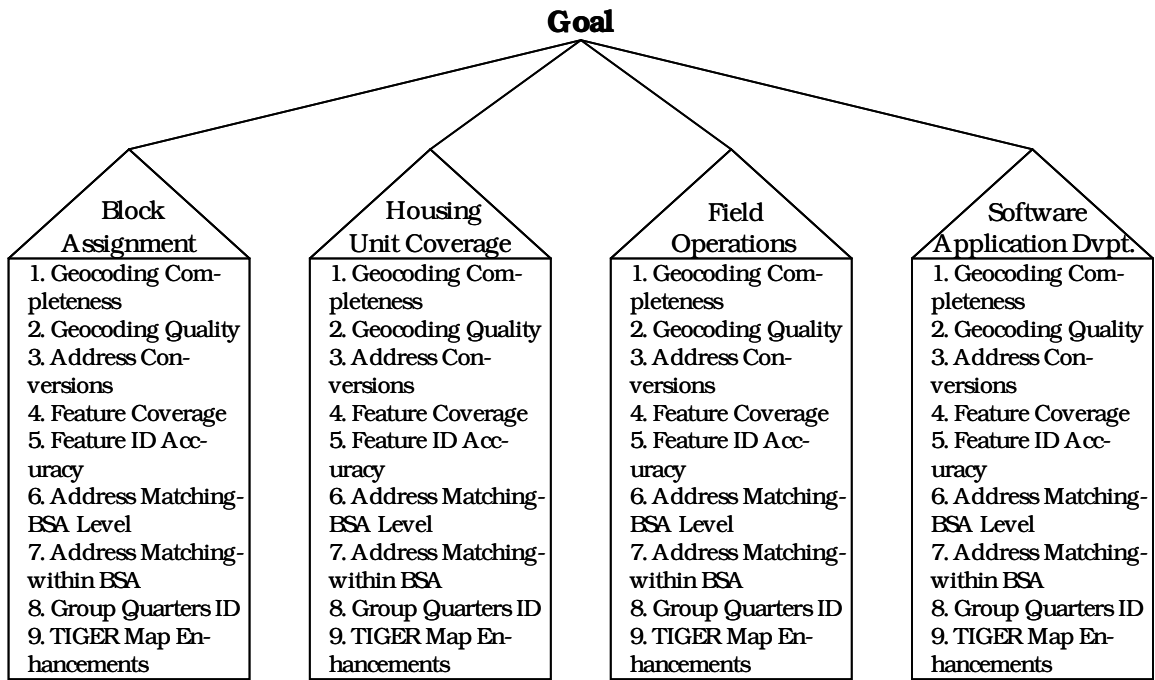 Goal
Block
Assignment
1. Geocoding Com-
pleteness
2. Geocoding Quality
3. Address Con-
versions
4. Feature Coverage
5. Feature ID Acc-
uracy
6. Address Matching-
BSA Level
7. Address Matching-
within BSA
8. Group Quarters ID
9. TIGER Map En-
hancements
Housing
Unit Coverage
1. Geocoding Com-
pleteness
2. Geocoding Quality
3. Address Con-
versions
4. Feature Coverage
5. Feature ID Acc-
uracy
6. Address Matching-
BSA Level
7. Address Matching-
within BSA
8. Group Quarters ID
9. TIGER Map En-
hancements
Field
Operations
1. Geocoding Com-
pleteness
2. Geocoding Quality
3. Address Con-
versions
4. Feature Coverage
5. Feature ID Acc-
uracy
6. Address Matching-
BSA Level
7. Address Matching-
within BSA
8. Group Quarters ID
9. TIGER Map En-
hancements
Software
Application Dvpt.
1. Geocoding Com-
pleteness
2. Geocoding Quality
3. Address Con-
versions
4. Feature Coverage
5. Feature ID Acc-
uracy
6. Address Matching-
BSA Level
7. Address Matching-
within BSA
8. Group Quarters ID
9. TIGER Map En-
hancements